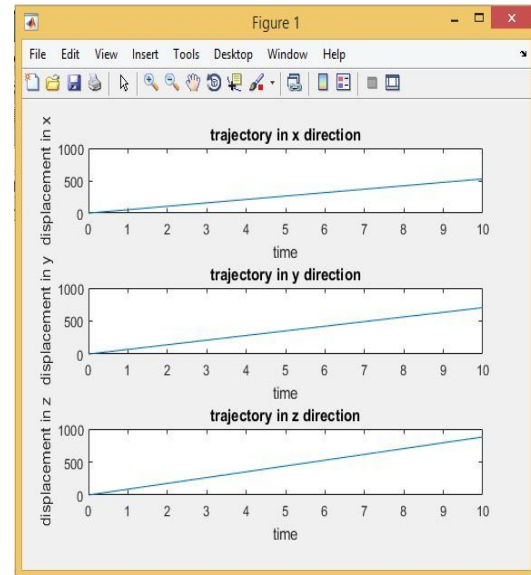 Figure 1
File Edit View Insert Tools Desktop Window Help
trajectory in x direction
displacement in x
1000
500
0
0 1 2 3 4 5 6 7 8 9 10
time
trajectory in y direction
displacement in y
1000
500
0
0 1 2 3 4 5 6 7 8 9 10
time
trajectory in z direction
displacement in z
1000
500
0
0 1 2 3 4 5 6 7 8 9 10
time